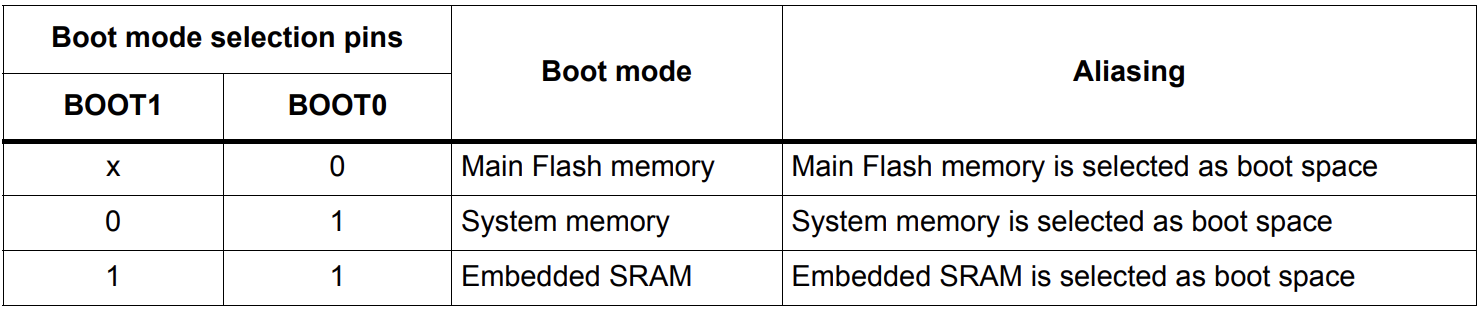 Boot mode selection pins
Boot mode
Aliasing
BOOT1 BOOT0
x 0 Main Flash memory Main Flash memory is selected as boot space
0 1 System memory System memory is selected as boot space
1 1 Embedded SRAM Embedded SRAM is selected as boot space